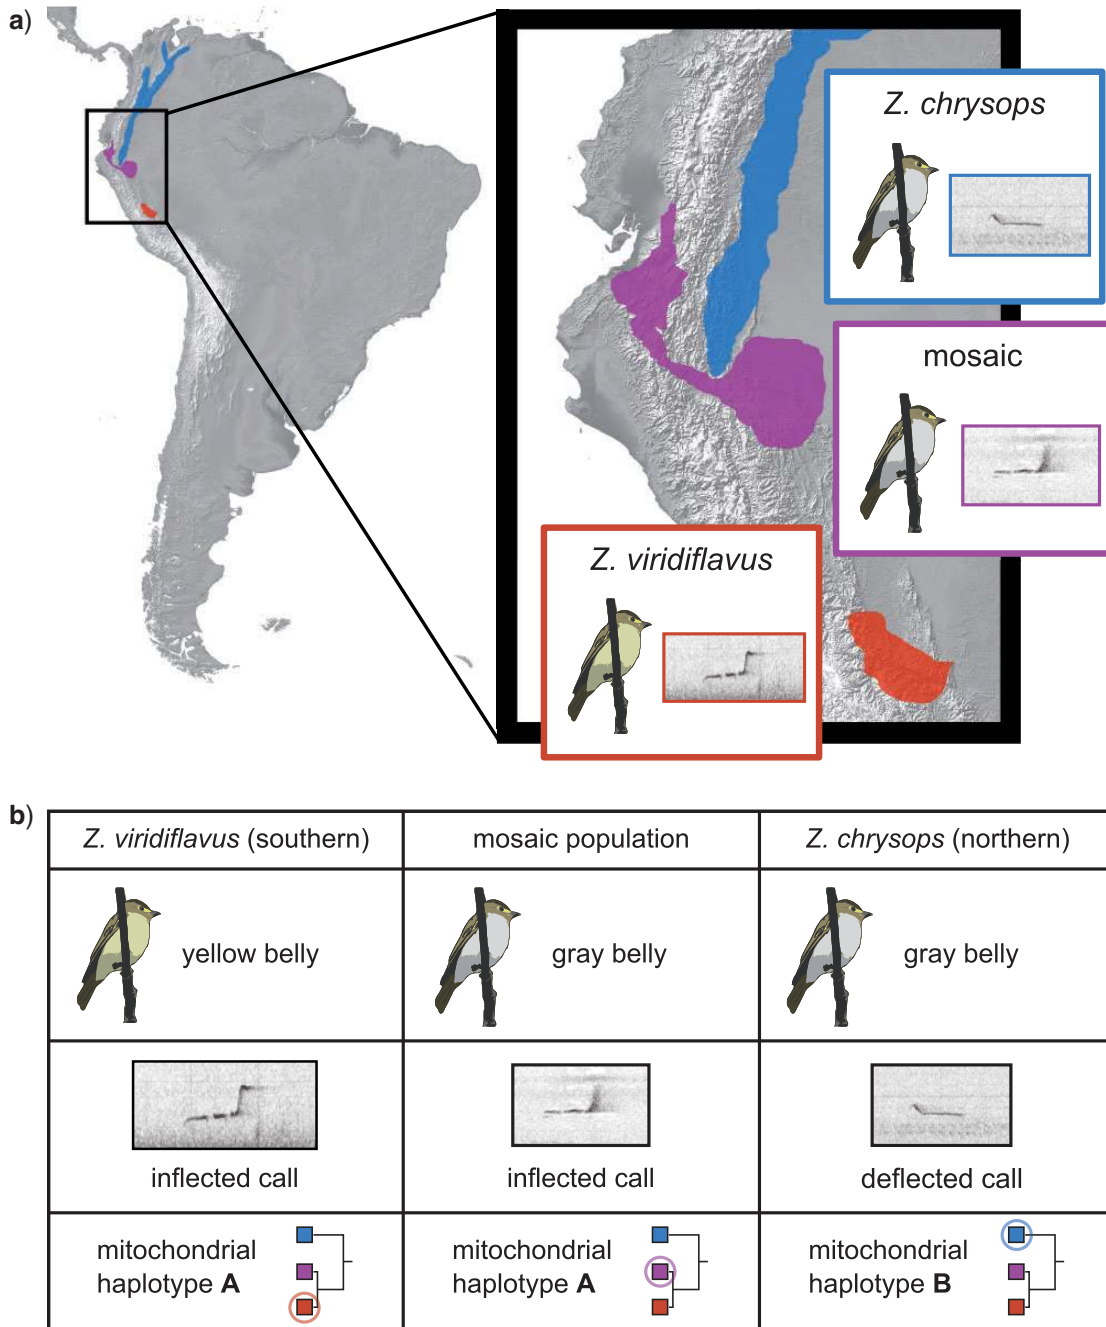 a)
Z. chrysops
mosaic
Z. viridiflavus
b)
Z. viridiflavus (southern)
mosaic population
Z. chrysops (northern)
yellow belly
gray belly
gray belly
inflected call
inflected call
deflected call
mitochondrial
haplotype A
mitochondrial
haplotype A
mitochondrial
haplotype B